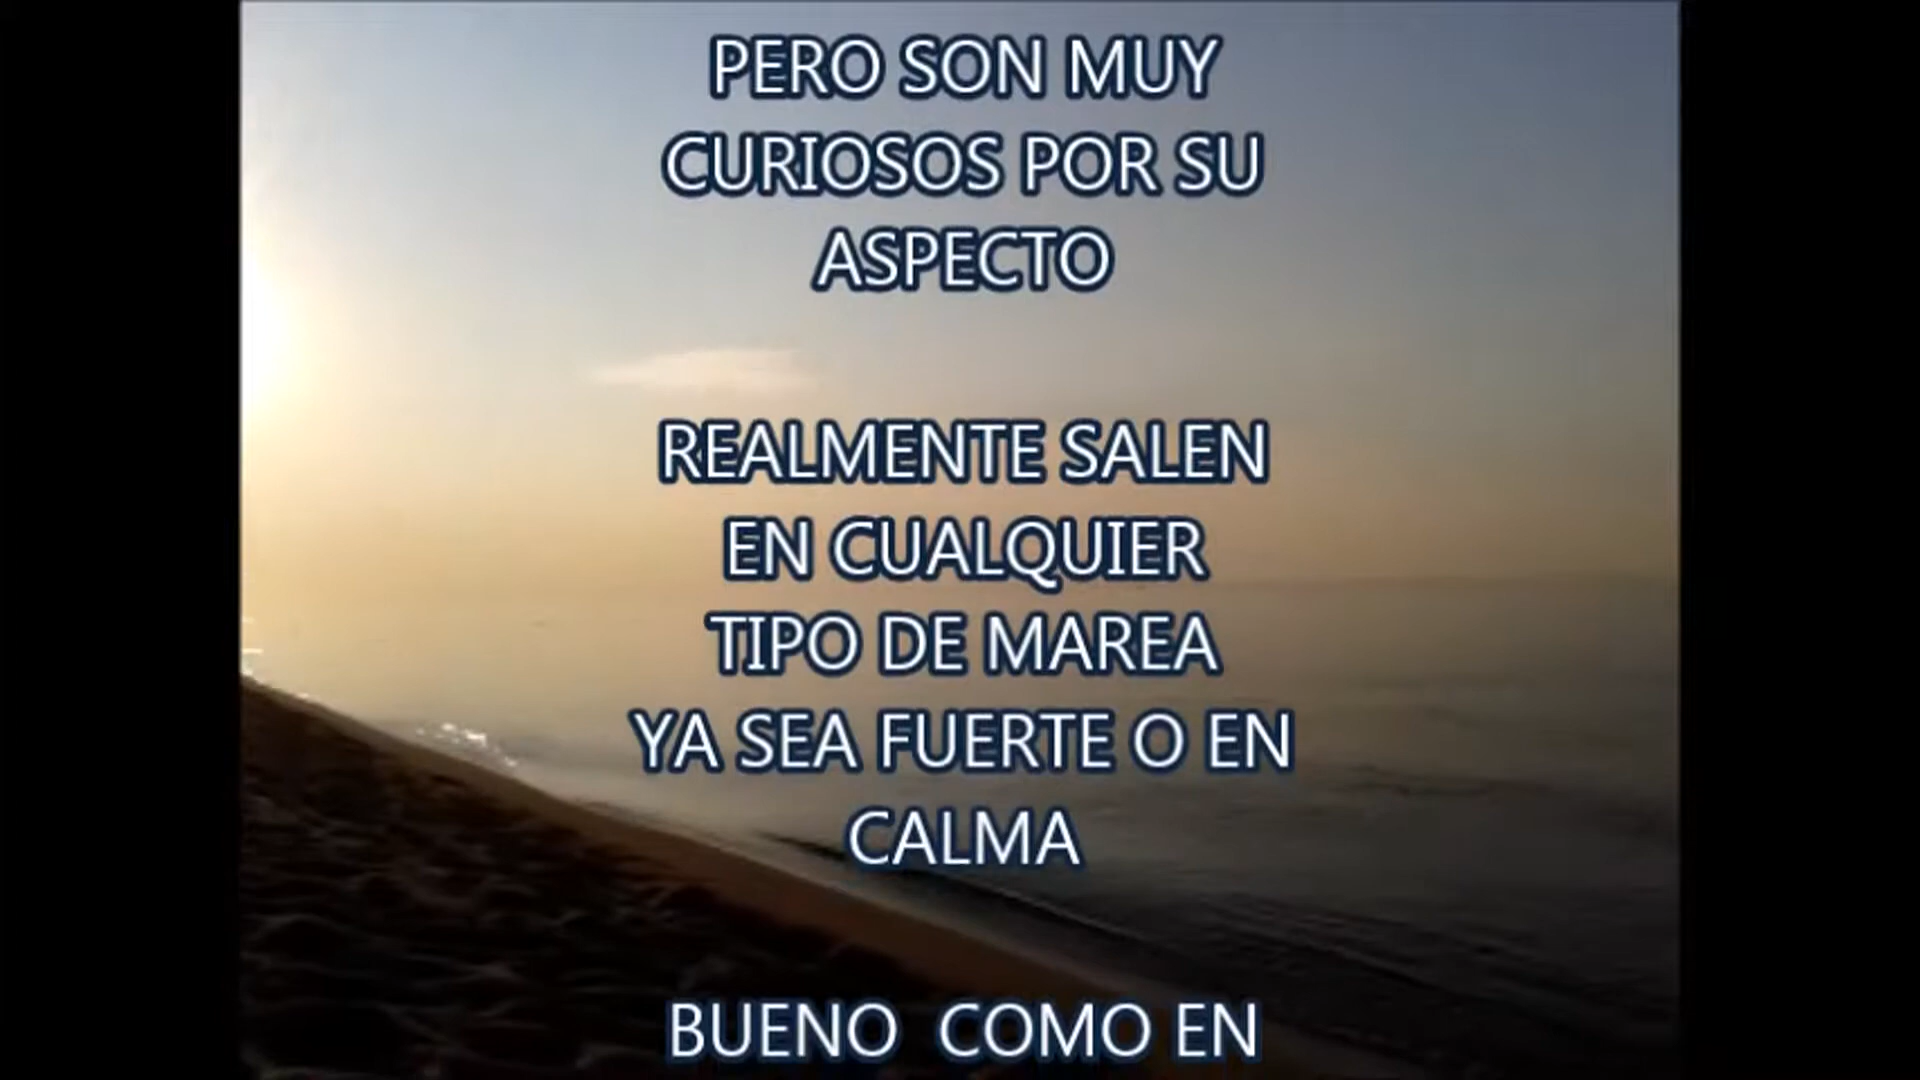 PERO SON MUY
CURIOSOS POR SU
ASPECTO
REALMENTE SALEN
EN CUALQUIER
TIPO DE MAREA
YA SEA FUERTE O EN
CALMA
BUENO COMO EN